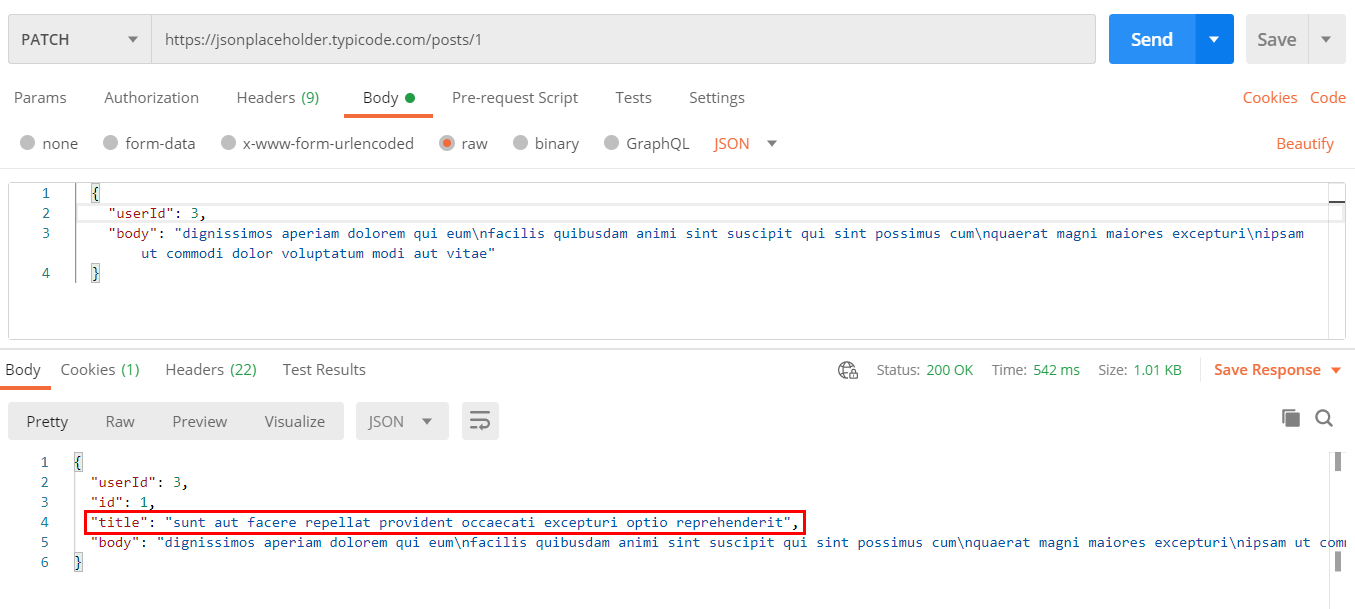 PATCH https://jsonplaceholder.typicode.com/posts/1 Send Save
Params Authorization Headers (9) Body Pre-request Script Tests Settings Cookies Code
none form-data x-www-form-urlencoded raw binary GraphQL JSON Beautify
1 {
2 "userId": 3,
3 "body": "dignissimos aperiam dolorem qui eum\nfacilis quibusdam animi sint suscipit qui sint possimus cum\nquaerat magni maiores excepturi\nipsam
ut commodi dolor voluptatum modi aut vitae"
4 }
Body Cookies (1) Headers (22) Test Results Status: 200 OK Time: 542 ms Size: 1.01 KB Save Response
Pretty Raw Preview Visualize JSON
1 {
2 "userId": 3,
3 "id": 1,
4 "title": "sunt aut facere repellat provident occaecati excepturi optio reprehenderit",
5 "body": "dignissimos aperiam dolorem qui eum\nfacilis quibusdam animi sint suscipit qui sint possimus cum\nquaerat magni maiores excepturi\nipsam ut com
6 }